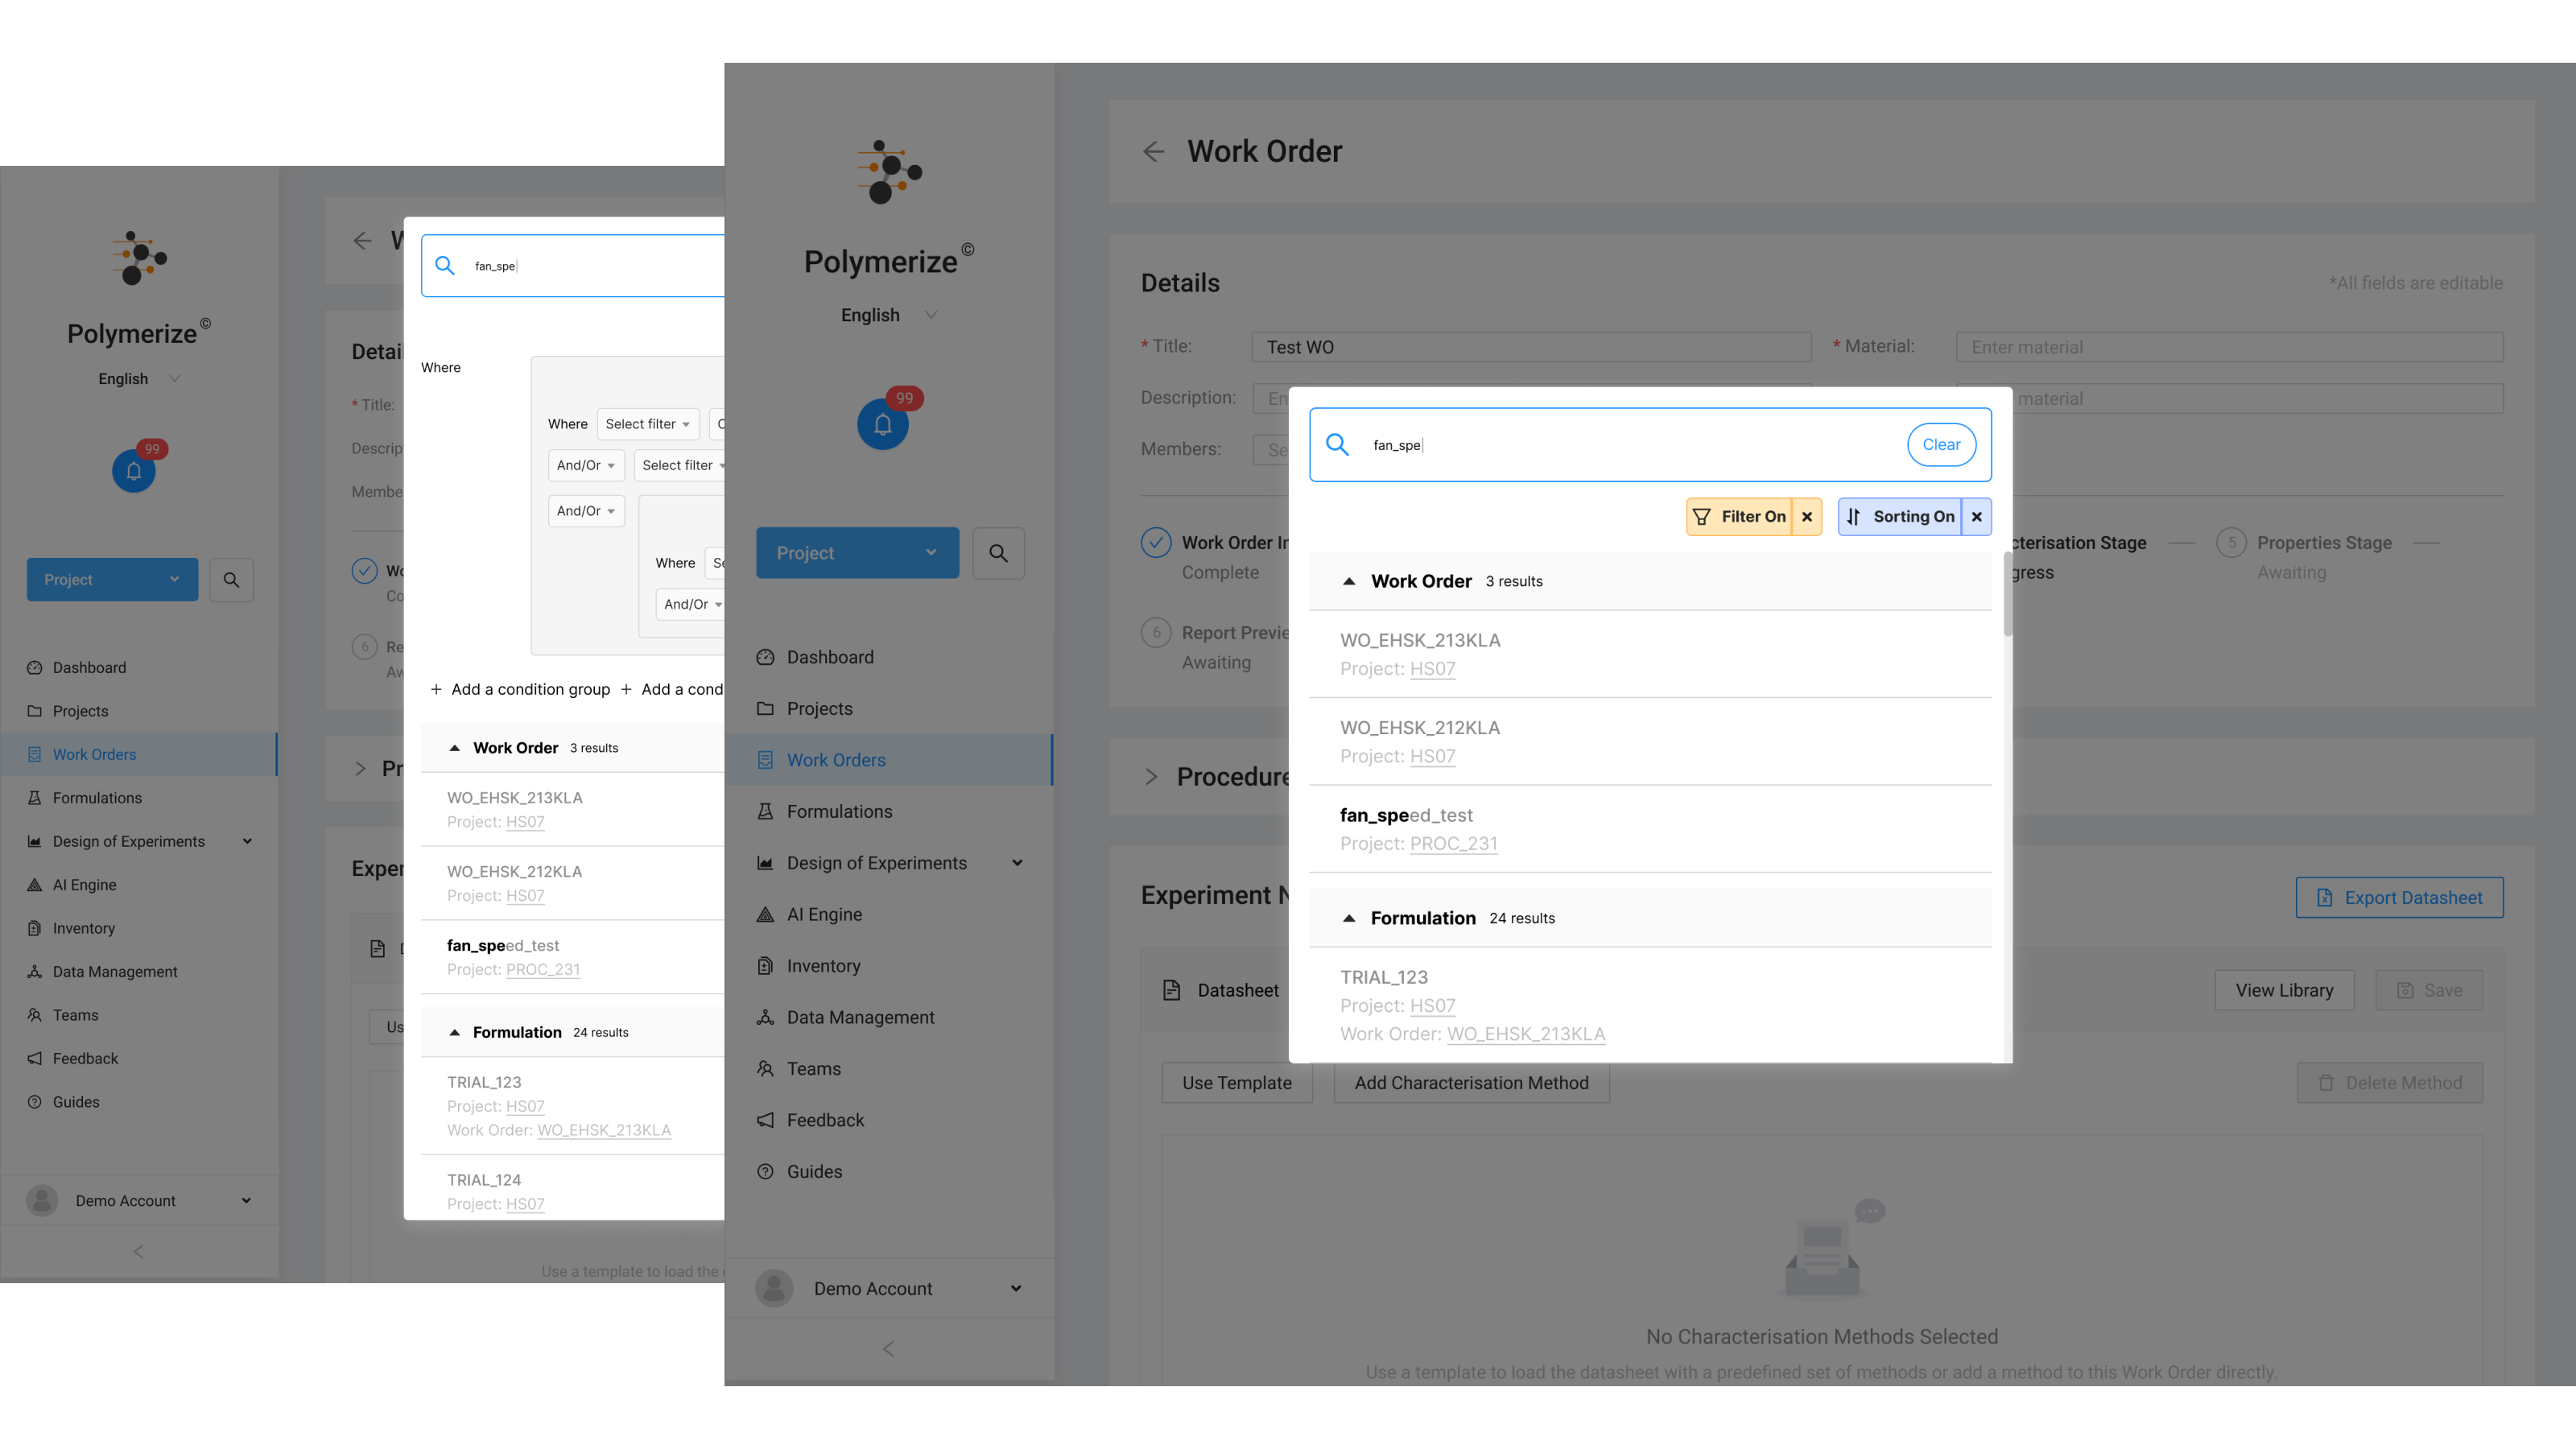 Polymerize ©
English
99
Project
Dashboard
Projects
Work Orders
Formulations
Design of Experiments
AI Engine
Inventory
Data Management
Teams
Feedback
Guides
Demo Account
W
Detai
* Title:
Descrip
Membe
Wo
Co
6 Re
Aw
Pr
Exper
Us
Use a template to load the
fan_spe
Where
Where Select filter
And/Or Select filter
And/Or
Where Se
And/Or
+ Add a condition group + Add a cond
Work Order 3 results
WO_EHSK_213KLA
Project: HS07
WO_EHSK_212KLA
Project: HS07
fan_speed_test
Project: PROC_231
Formulation 24 results
TRIAL_123
Project: HS07
Work Order: WO_EHSK_213KLA
TRIAL_124
Project: HS07
Polymerize ©
English
99
Project
Dashboard
Projects
Work Orders
Formulations
Design of Experiments
AI Engine
Inventory
Data Management
Teams
Feedback
Guides
Demo Account
Work Order
Details
*All fields are editable
* Title: Test WO
* Material: Enter material
Description: En
material
Members: Se
Work Order In
Complete
cterisation Stage
gress
5 Properties Stage
Awaiting
6 Report Previe
Awaiting
Procedure
Experiment N
Export Datasheet
Datasheet
View Library
Save
Use Template
Add Characterisation Method
Delete Method
No Characterisation Methods Selected
Use a template to load the datasheet with a predefined set of methods or add a method to this Work Order directly.
fan_spe
Clear
Filter On ×
Sorting On ×
Work Order 3 results
WO_EHSK_213KLA
Project: HS07
WO_EHSK_212KLA
Project: HS07
fan_speed_test
Project: PROC_231
Formulation 24 results
TRIAL_123
Project: HS07
Work Order: WO_EHSK_213KLA